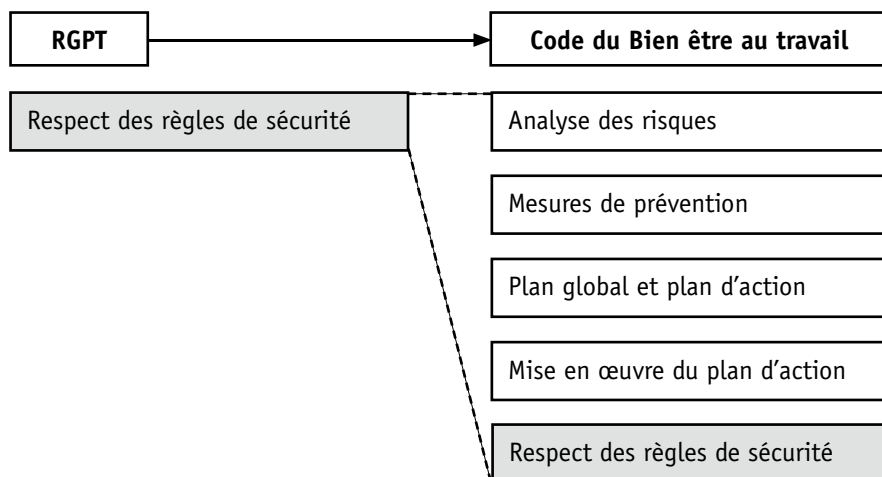 RGPT
Code du Bien être au travail
Respect des règles de sécurité
Analyse des risques
Mesures de prévention
Plan global et plan d’action
Mise en œuvre du plan d’action
Respect des règles de sécurité